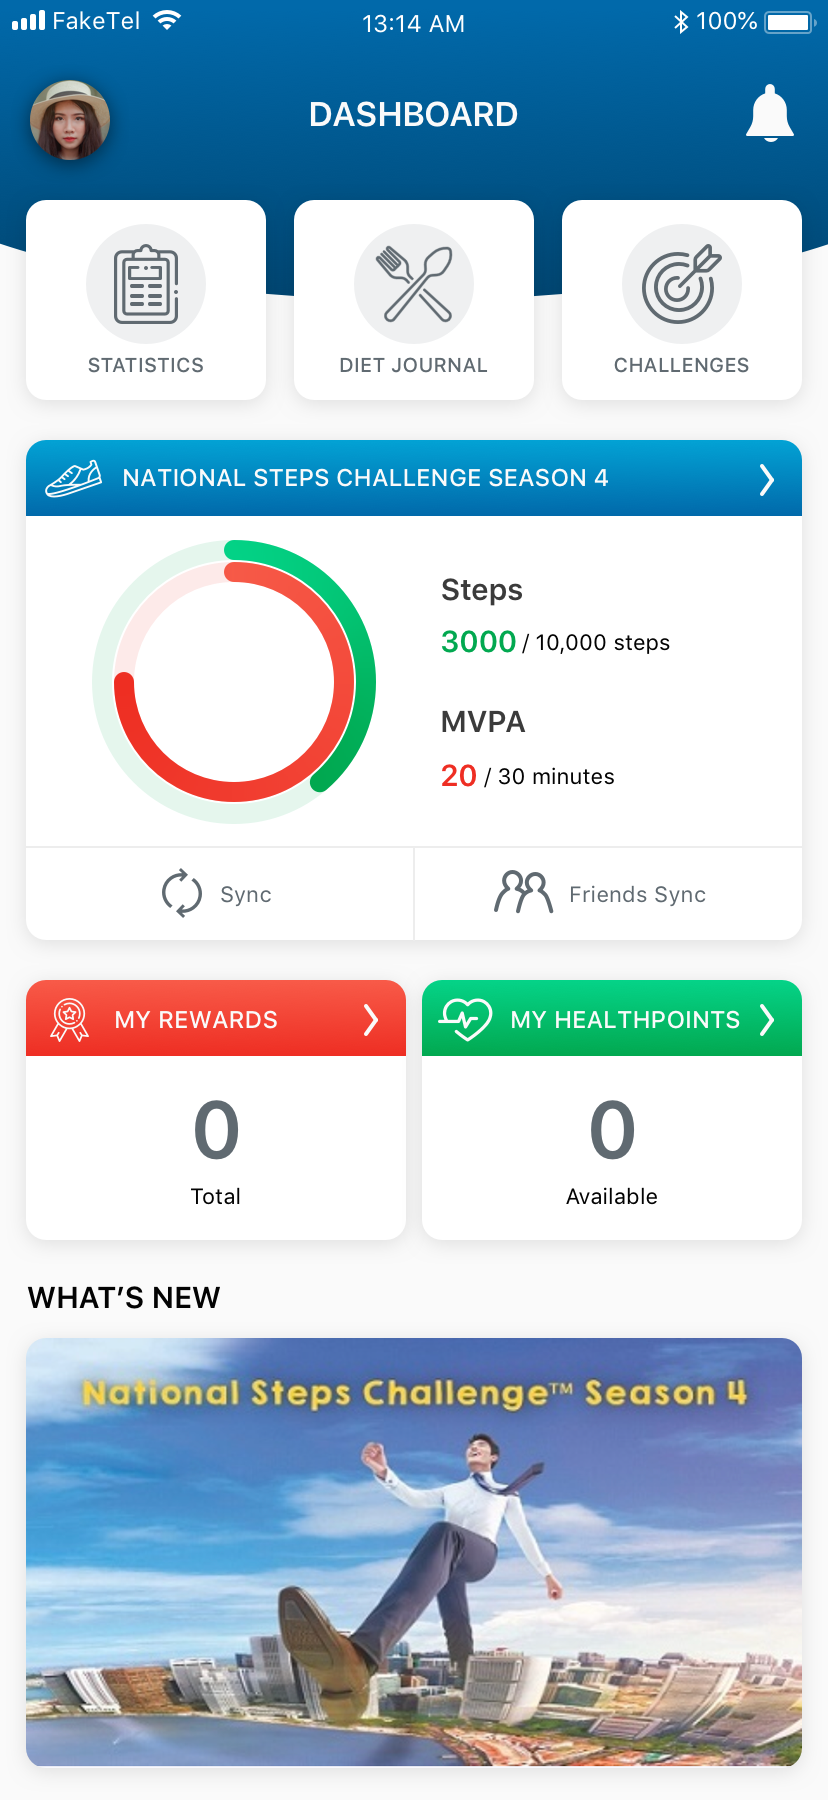 FakeTel
13:14 AM
100%
DASHBOARD
STATISTICS
DIET JOURNAL
CHALLENGES
NATIONAL STEPS CHALLENGE SEASON 4
Steps
3000 / 10,000 steps
MVPA
20 / 30 minutes
Sync
Friends Sync
MY REWARDS
MY HEALTHPOINTS
0
0
Total
Available
WHAT’S NEW
National Steps Challenge™ Season 4